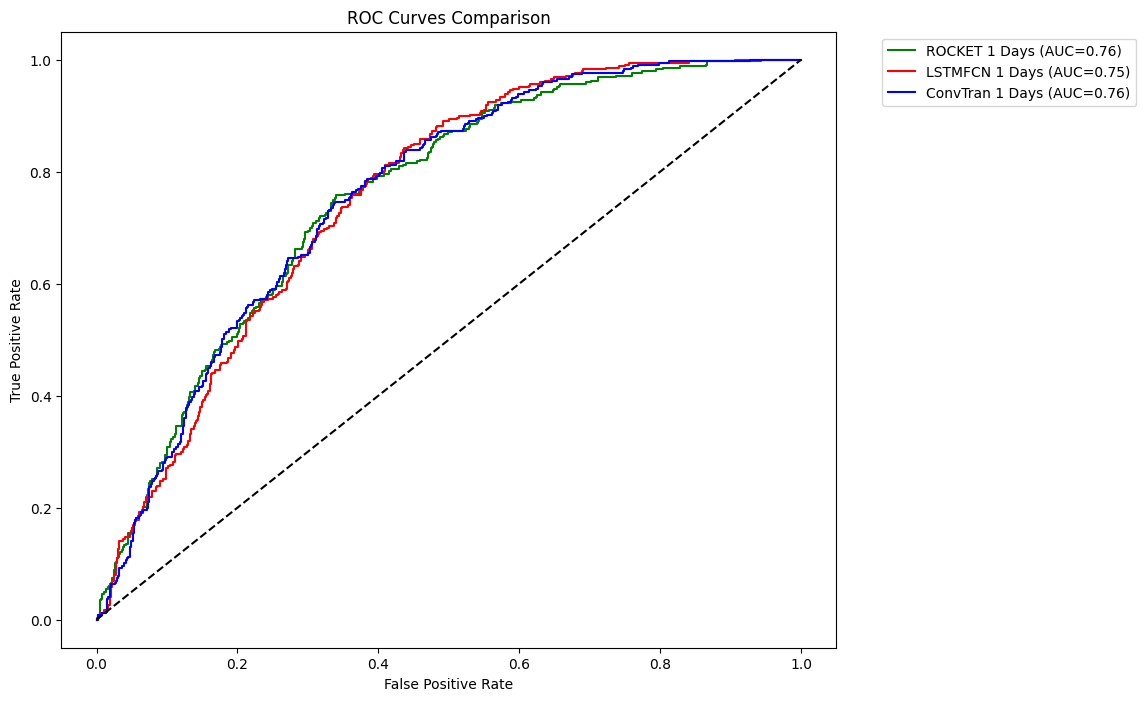 ROC Curves Comparison
ROCKET 1 Days (AUC=0.76)
LSTMFCN 1 Days (AUC=0.75)
ConvTran 1 Days (AUC=0.76)
True Positive Rate
1.0
0.8
0.6
0.4
0.2
0.0
0.0 0.2 0.4 0.6 0.8 1.0
False Positive Rate